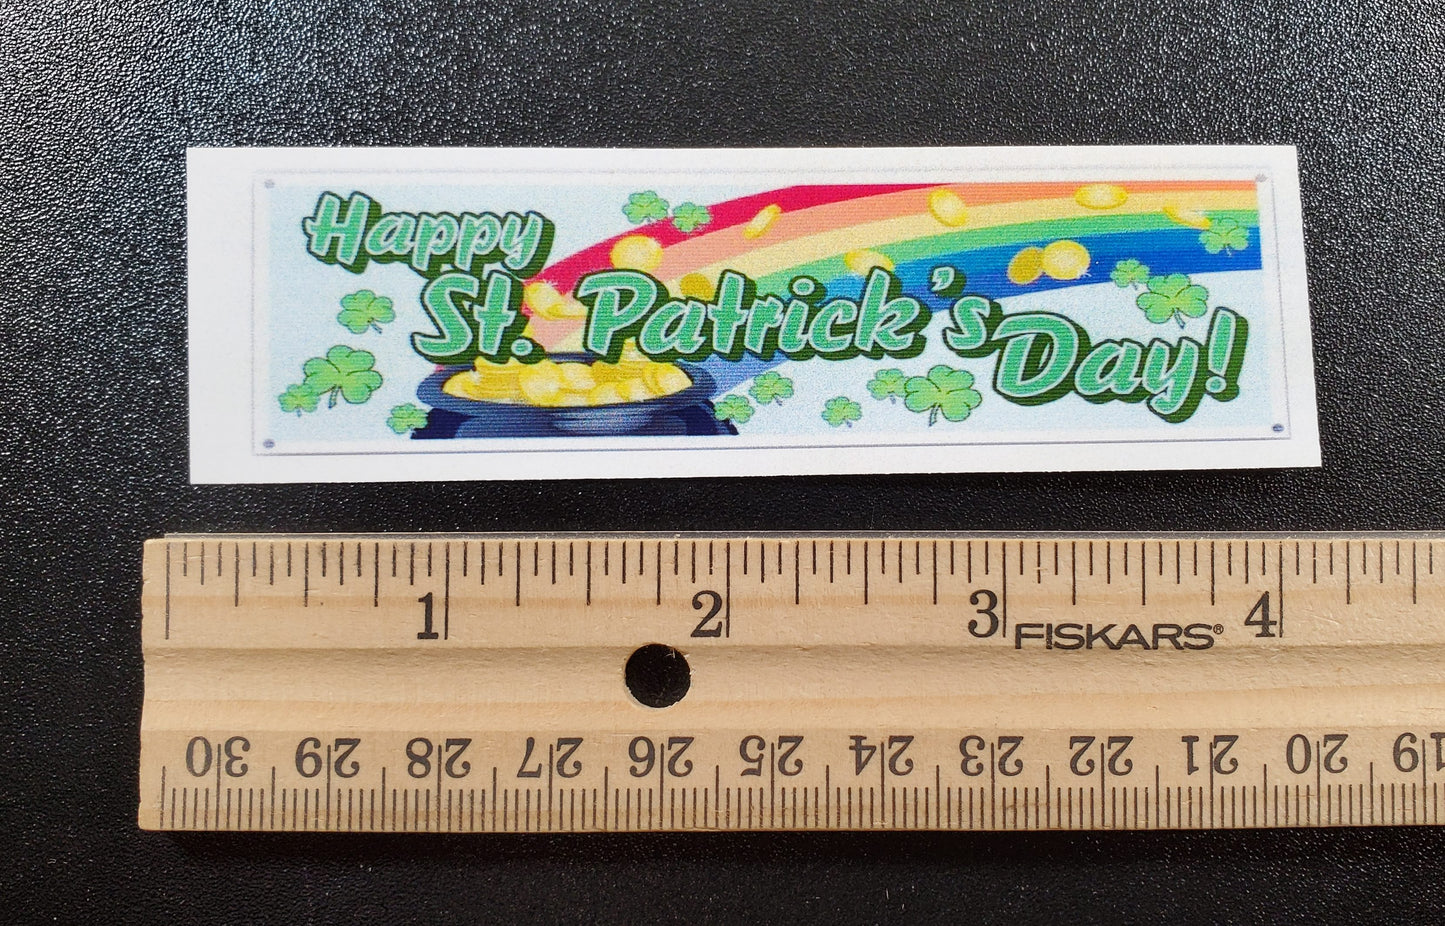 Happy
St. Patrick's
Day!
1 2 3 4
FISKARS®
30 29 28 27 26 25 24 23 22 21 20 19